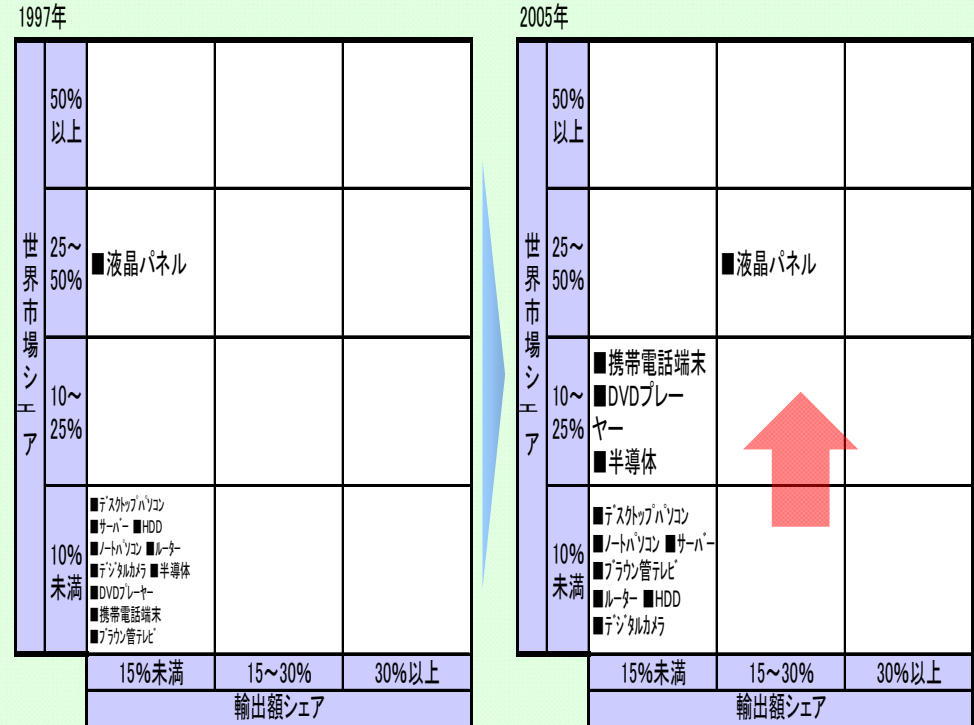 1997年
世界市場シェア
50%
以上
25～
50%
■液晶パネル
10～
25%
10%
未満
■ﾃﾞｽｸﾄｯﾌﾟﾊﾟｿｺﾝ
■ｻｰﾊﾞｰ ■HDD
■ﾉｰﾄﾊﾟｿｺﾝ ■ﾙｰﾀｰ
■ﾃﾞｼﾞﾀﾙｶﾒﾗ ■半導体
■DVDﾌﾟﾚｰﾔｰ
■携帯電話端末
■ﾌﾞﾗｳﾝ管ﾃﾚﾋﾞ
15%未満
15～30%
30%以上
輸出額シェア
2005年
世界市場シェア
50%
以上
25～
50%
■液晶パネル
10～
25%
■携帯電話端末
■DVDプレー
ヤー
■半導体
10%
未満
■ﾃﾞｽｸﾄｯﾌﾟﾊﾟｿｺﾝ
■ﾉｰﾄﾊﾟｿｺﾝ ■ｻｰﾊﾞｰ
■ﾌﾞﾗｳﾝ管ﾃﾚﾋﾞ
■ﾙｰﾀｰ ■HDD
■ﾃﾞｼﾞﾀﾙｶﾒﾗ
15%未満
15～30%
30%以上
輸出額シェア